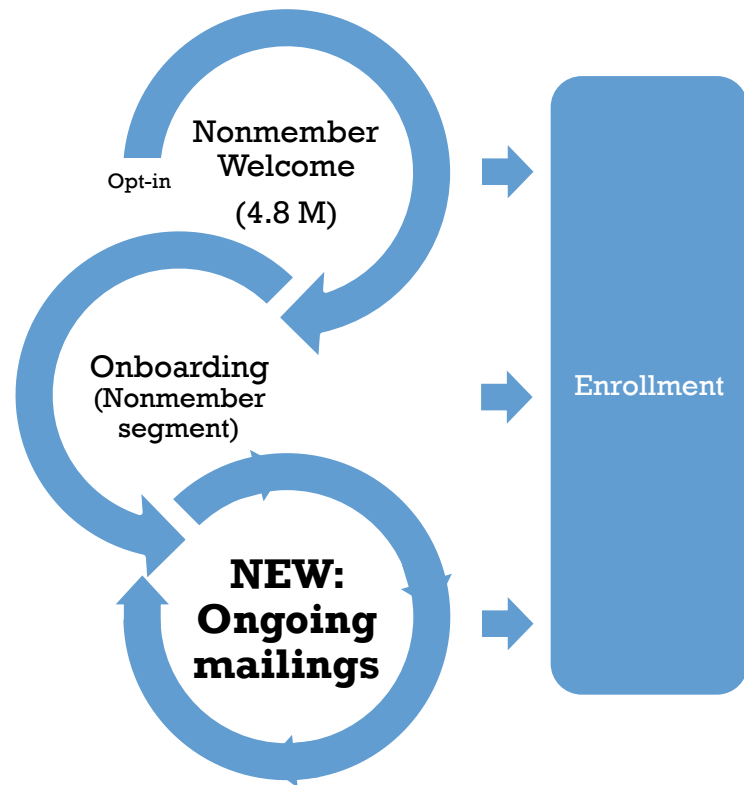 Nonmember
Welcome
Opt-in
(4.8 M)
Onboarding
(Nonmember
segment)
Enrollment
NEW:
Ongoing
mailings